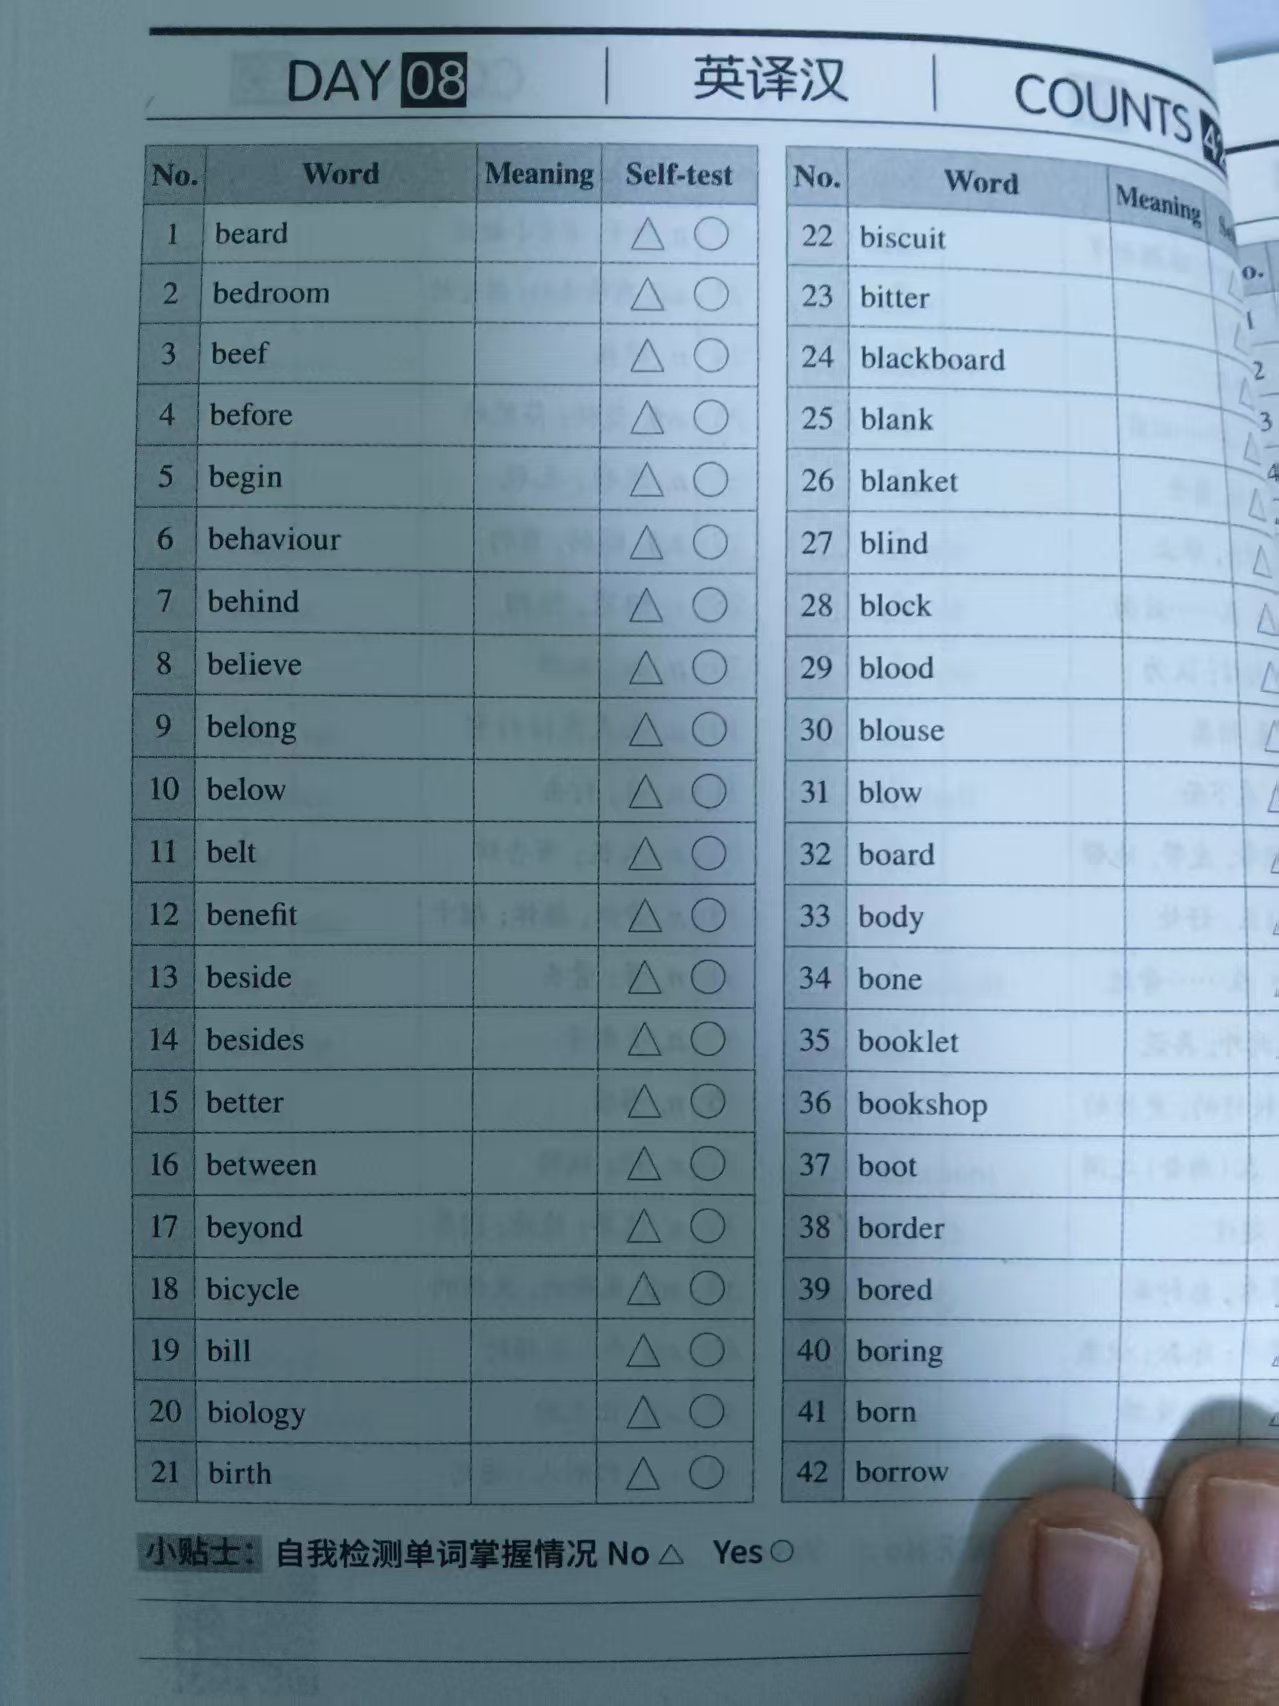 DAY 08 英译汉 COUNTS
No. Word Meaning Self-test
1 beard △ ○
2 bedroom △ ○
3 beef △ ○
4 before △ ○
5 begin △ ○
6 behaviour △ ○
7 behind △ ○
8 believe △ ○
9 belong △ ○
10 below △ ○
11 belt △ ○
12 benefit △ ○
13 beside △ ○
14 besides △ ○
15 better △ ○
16 between △ ○
17 beyond △ ○
18 bicycle △ ○
19 bill △ ○
20 biology △ ○
21 birth △ ○
No. Word Meaning
22 biscuit
23 bitter
24 blackboard
25 blank
26 blanket
27 blind
28 block
29 blood
30 blouse
31 blow
32 board
33 body
34 bone
35 booklet
36 bookshop
37 boot
38 border
39 bored
40 boring
41 born
42 borrow
小贴士：自我检测单词掌握情况 No △ Yes ○
1
2
3
4